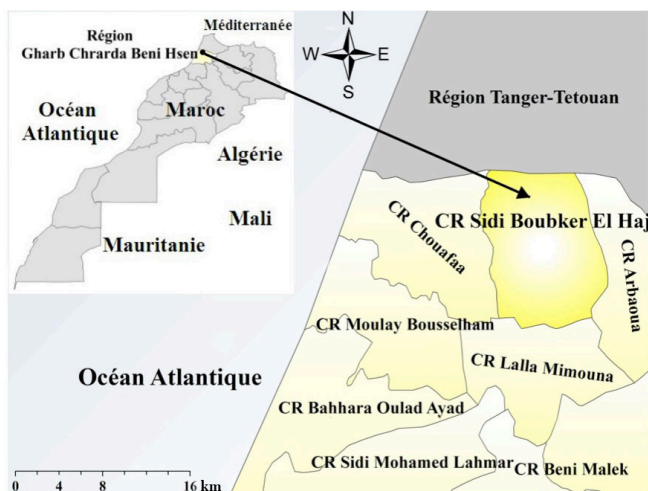 Région
Gharb Chrarda Beni Hsen
Méditerranée
Océan
Atlantique
Maroc
Algérie
Mali
Mauritanie
N
W
E
S
Région Tanger-Tetouan
CR Sidi Boubker El Haj
CR Chouafaa
CR Arbaoua
CR Moulay Bousselham
CR Lalla Mimouna
Océan Atlantique
CR Bahhara Oulad Ayad
CR Sidi Mohamed Lahmar
CR Beni Malek
0 4 8 16 km